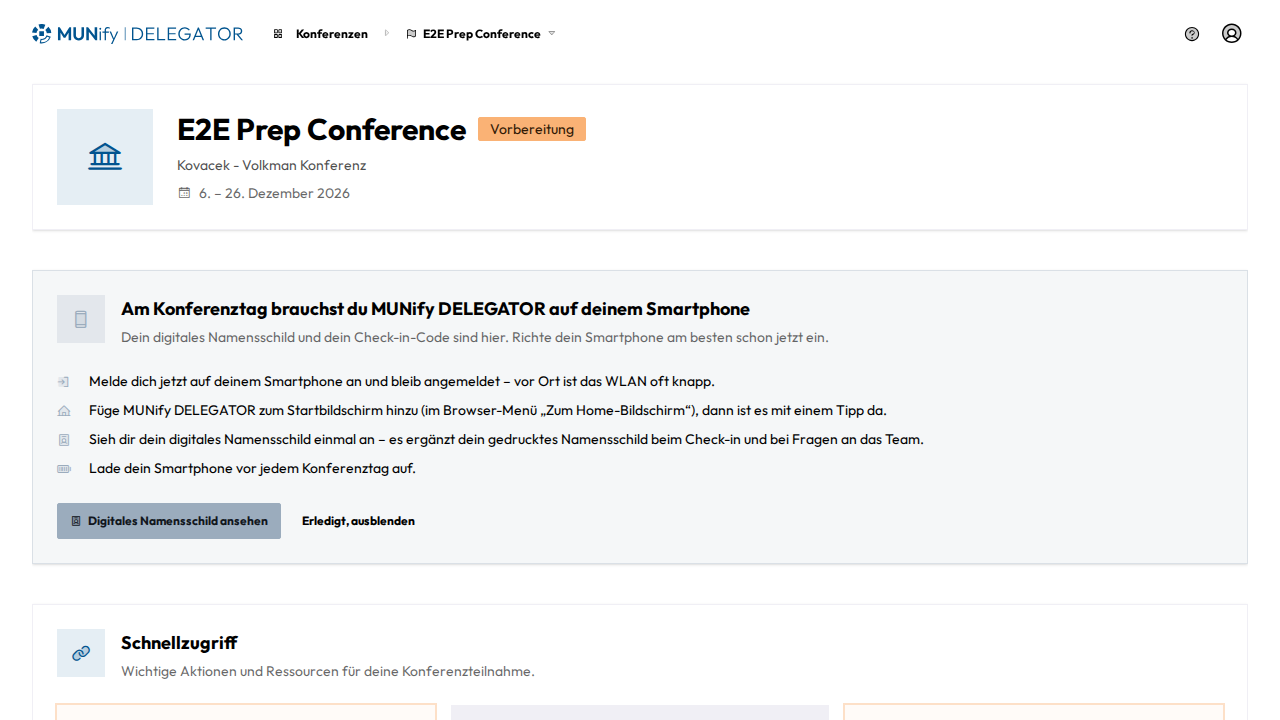 MUNify | DELEGATOR
Konferenzen
E2E Prep Conference
E2E Prep Conference
Vorbereitung
Kovacek - Volkman Konferenz
6. – 26. Dezember 2026
Am Konferenztag brauchst du MUNify DELEGATOR auf deinem Smartphone
Dein digitales Namensschild und dein Check-in-Code sind hier. Richte dein Smartphone am besten schon jetzt ein.
Melde dich jetzt auf deinem Smartphone an und bleib angemeldet – vor Ort ist das WLAN oft knapp.
Füge MUNify DELEGATOR zum Startbildschirm hinzu (im Browser-Menü „Zum Home-Bildschirm“), dann ist es mit einem Tipp da.
Sieh dir dein digitales Namensschild einmal an – es ergänzt dein gedrucktes Namensschild beim Check-in und bei Fragen an das Team.
Lade dein Smartphone vor jedem Konferenztag auf.
Digitales Namensschild ansehen
Erledigt, ausblenden
Schnellzugriff
Wichtige Aktionen und Ressourcen für deine Konferenzteilnahme.